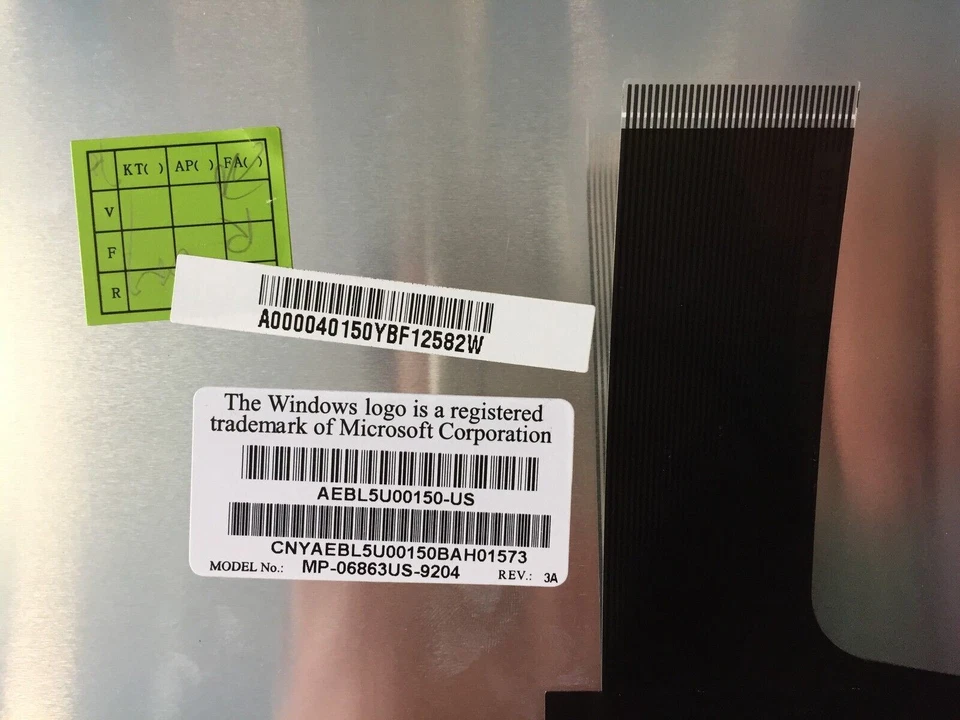 KT( ) AP( ) FA( )
V
F
R
A000040150YBF12582W
The Windows logo is a registered
trademark of Microsoft Corporation
AEBL5U00150-US
CNYAEBL5U00150BAH01573
MODEL No.: MP-06863US-9204 REV.: 3A